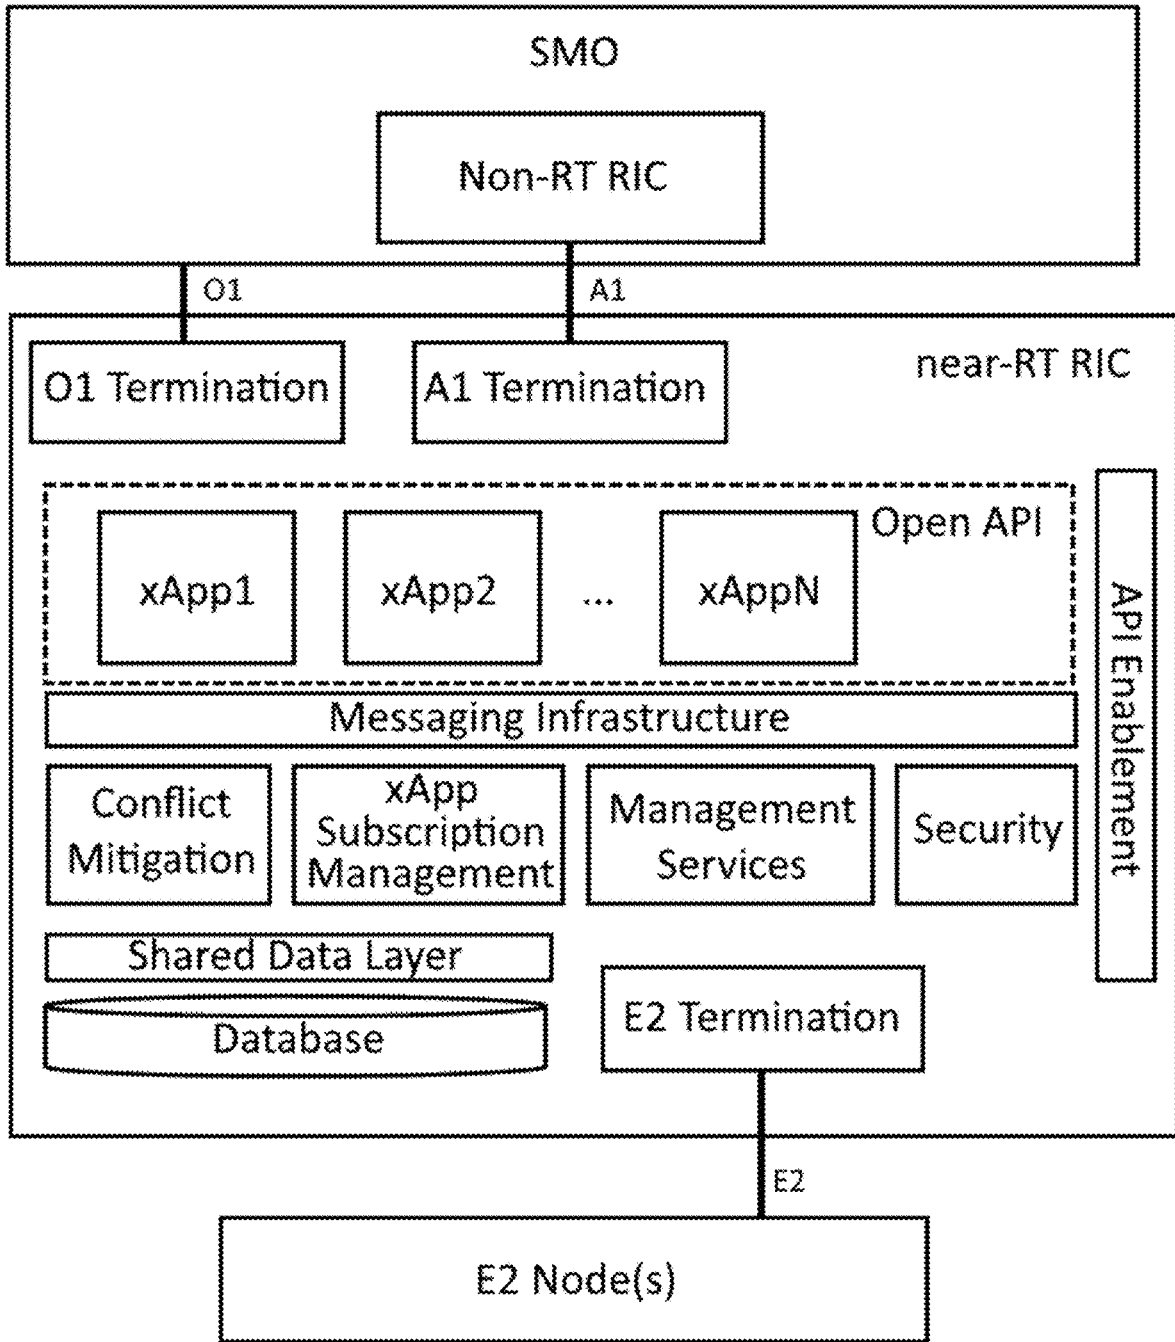 SMO
Non-RT RIC
O1
A1
near-RT RIC
O1 Termination
A1 Termination
Open API
xApp1
xApp2
...
xAppN
API Enablement
Messaging Infrastructure
Conflict
Mitigation
xApp
Subscription
Management
Management
Services
Security
Shared Data Layer
Database
E2 Termination
E2
E2 Node(s)